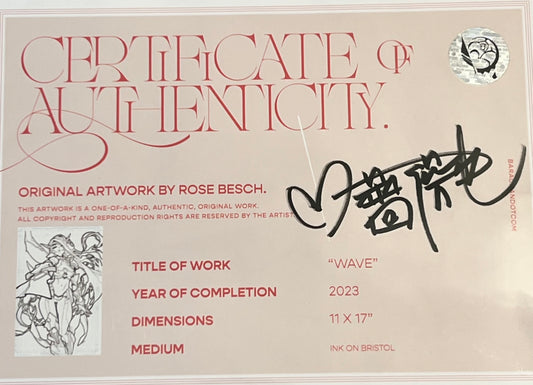 CERTIFICATE OF
AUTHENTICITY.
ORIGINAL ARTWORK BY ROSE BESCH.
THIS ARTWORK IS A ONE-OF-A-KIND, AUTHENTIC, ORIGINAL WORK.
ALL COPYRIGHT AND REPRODUCTION RIGHTS ARE RESERVED BY THE ARTIST
TITLE OF WORK "WAVE"
YEAR OF COMPLETION 2023
DIMENSIONS 11 X 17"
MEDIUM INK ON BRISTOL